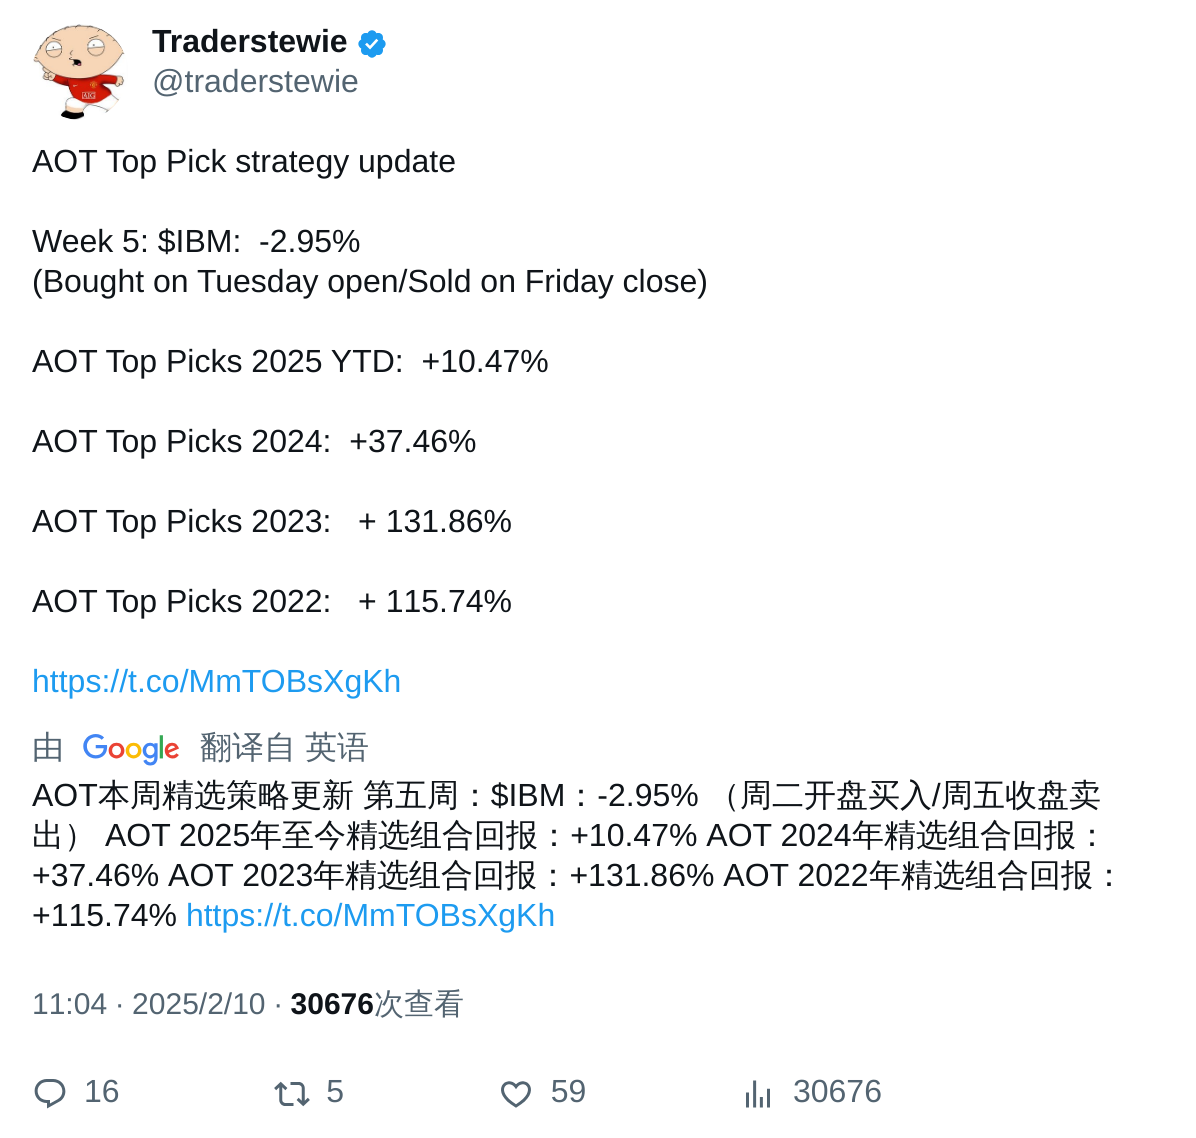 Traderstewie
@traderstewie
AOT Top Pick strategy update
Week 5: $IBM:  -2.95%
(Bought on Tuesday open/Sold on Friday close)
AOT Top Picks 2025 YTD:  +10.47%
AOT Top Picks 2024:  +37.46%
AOT Top Picks 2023:   + 131.86%
AOT Top Picks 2022:   + 115.74%
https://t.co/MmTOBsXgKh
由 Google 翻译自 英语
AOT本周精选策略更新 第五周：$IBM：-2.95% （周二开盘买入/周五收盘卖
出） AOT 2025年至今精选组合回报：+10.47% AOT 2024年精选组合回报：
+37.46% AOT 2023年精选组合回报：+131.86% AOT 2022年精选组合回报：
+115.74% https://t.co/MmTOBsXgKh
11:04 · 2025/2/10 · 30676次查看
16 5 59 30676